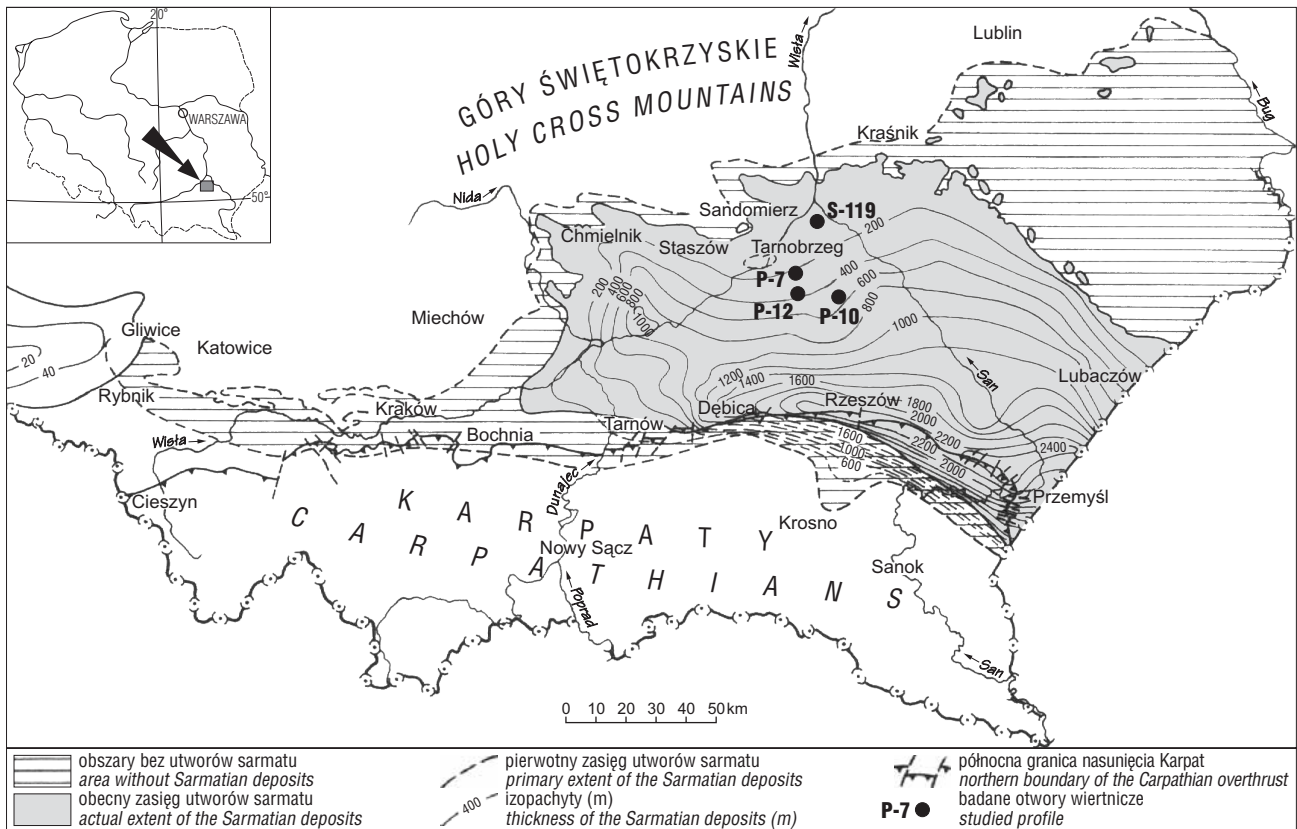 20°
WARSZAWA
50°
GÓRY ŚWIĘTOKRZYSKIE
HOLY CROSS MOUNTAINS
Wisła
Lublin
Bug
Kraśnik
Nida
Sandomierz
S-119
200
Chmielnik
Staszów
Tarnobrzeg
400
P-7
600
200
400
600
800
1000
P-12
P-10
800
1000
Miechów
Gliwice
Katowice
20
40
San
Lubaczów
Rybnik
1200
1400
1600
Rzeszów
1800
2000
2200
2400
Kraków
Dębica
Tarnów
Wisła
Bochnia
1600
1000
600
2200
2000
Cieszyn
Dunajec
Przemyśl
KARPATY
CARPATHIANS
Krosno
Nowy Sącz
Sanok
Poprad
San
0 10 20 30 40 50km
obszary bez utworów sarmatu
area without Sarmatian deposits
obecny zasięg utworów sarmatu
actual extent of the Sarmatian deposits
pierwotny zasięg utworów sarmatu
primary extent of the Sarmatian deposits
400
izopachyty (m)
thickness of the Sarmatian deposits (m)
północna granica nasunięcia Karpat
northern boundary of the Carpathian overthrust
P-7
badane otwory wiertnicze
studied profile